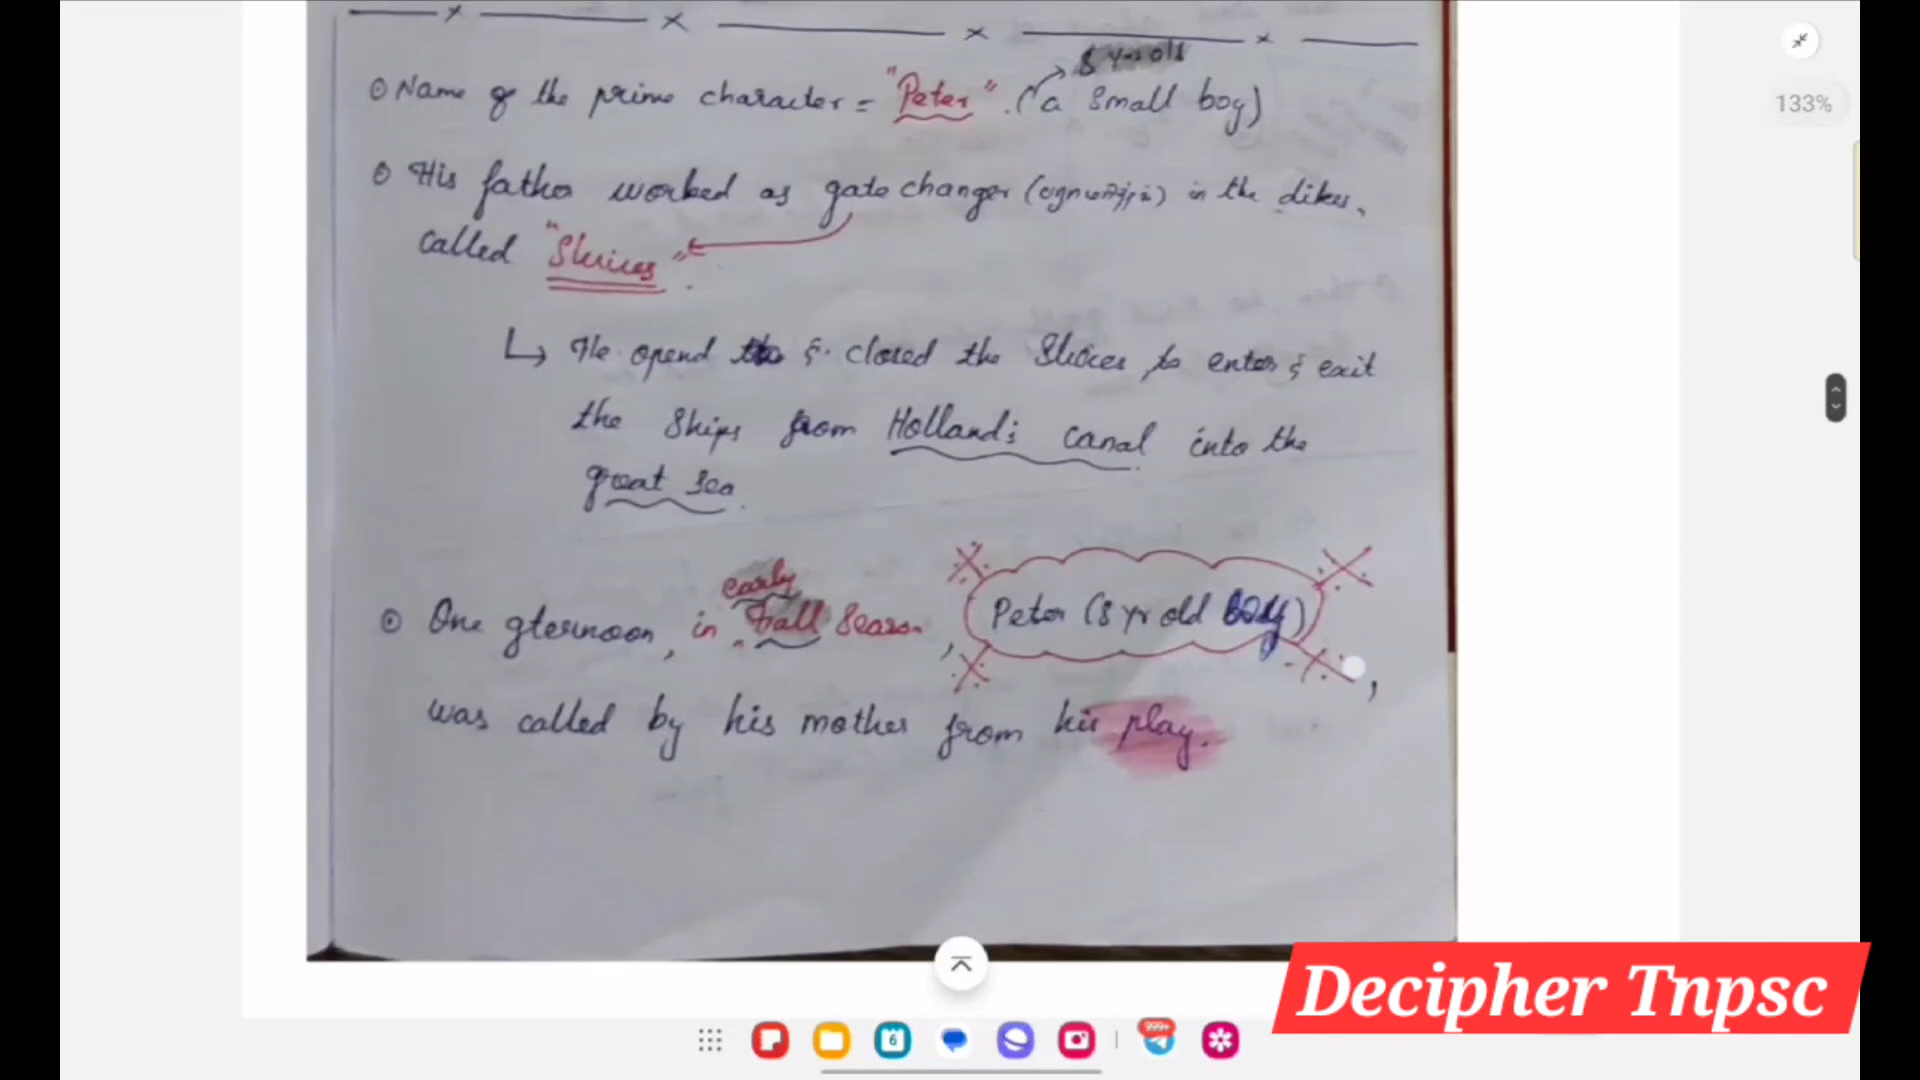 8 yrs old
133%
⊙ Name of the prime character = "Peter". (a small boy)
⊙ His father worked as gate changer in the dikes,
called "Sluices".
↳ He opend & closed the Sluices, to enter & exit
the Ships from Holland's canal into the
great sea.
early
⊙ One afternoon, in Fall Season, Peter (8 yr old boy),
was called by his mother from his play.
Decipher Tnpsc
6
999+